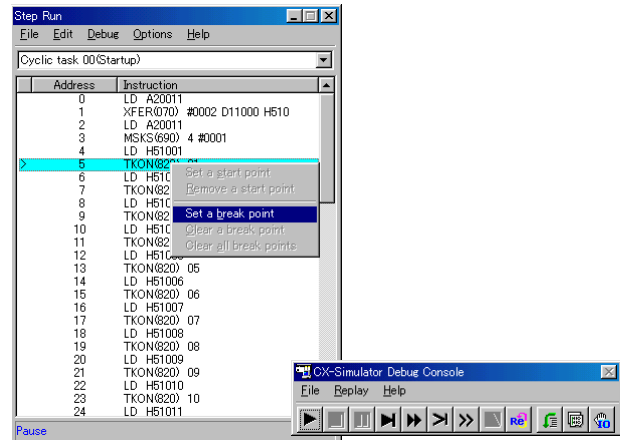 Step Run
File Edit Debug Options Help
Cyclic task 00(Startup)
Address Instruction
0 LD A20011
1 XFER(070) #0002 D11000 H510
2 LD A20011
3 MSKS(690) 4 #0001
4 LD H51001
> 5 TKON(820) 01
6 LD H510
7 TKON(82
8 LD H510
9 TKON(82
10 LD H510
11 TKON(82
12 LD H51005
13 TKON(820) 05
14 LD H51006
15 TKON(820) 06
16 LD H51007
17 TKON(820) 07
18 LD H51008
19 TKON(820) 08
20 LD H51009
21 TKON(820) 09
22 LD H51010
23 TKON(820) 10
24 LD H51011
Pause
Set a start point
Remove a start point
Set a break point
Clear a break point
Clear all break points
CX-Simulator Debug Console
File Replay Help
Re
IO